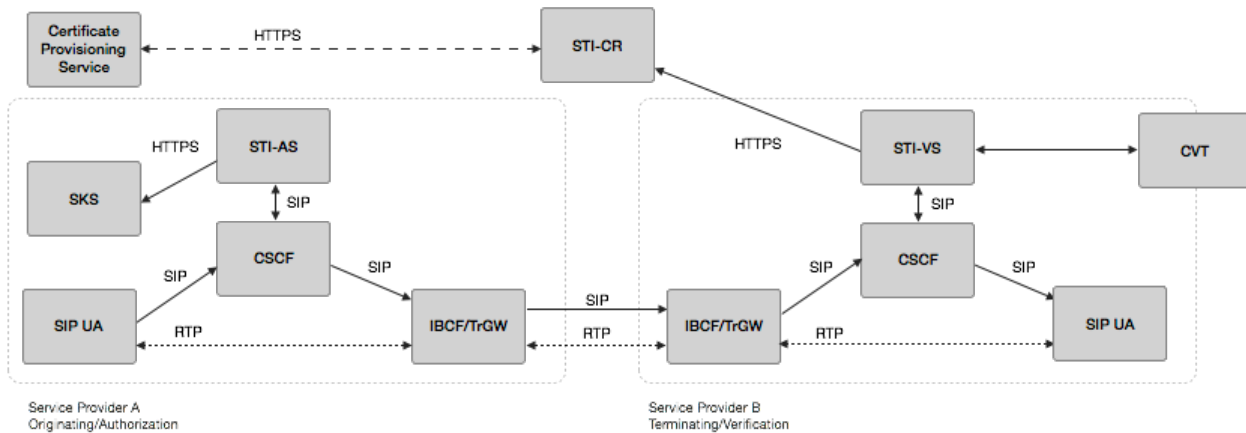 Certificate
Provisioning
Service
HTTPS
STI-CR
HTTPS
STI-AS
SKS
SIP
CSCF
SIP
SIP
SIP UA
RTP
IBCF/TrGW
SIP
RTP
HTTPS
STI-VS
CVT
SIP
CSCF
SIP
SIP
IBCF/TrGW
RTP
SIP UA
Service Provider A
Originating/Authorization
Service Provider B
Terminating/Verification